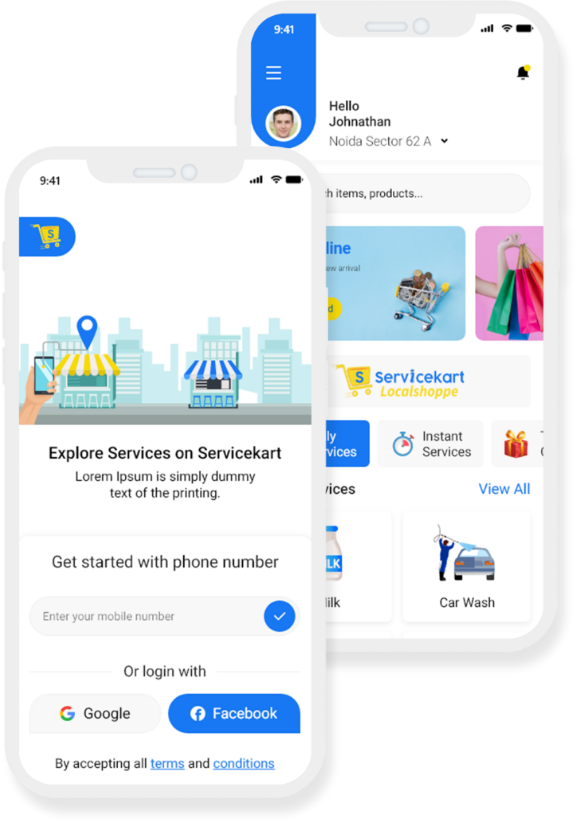 9:41
Hello
Johnathan
Noida Sector 62 A
ch items, products...
line
ew arrival
d
S
Servicekart
Localshoppe
ly
vices
Instant
Services
vices
View All
LK
ilk
Car Wash
9:41
S
Explore Services on Servicekart
Lorem Ipsum is simply dummy
text of the printing.
Get started with phone number
Enter your mobile number
Or login with
Google
Facebook
By accepting all terms and conditions